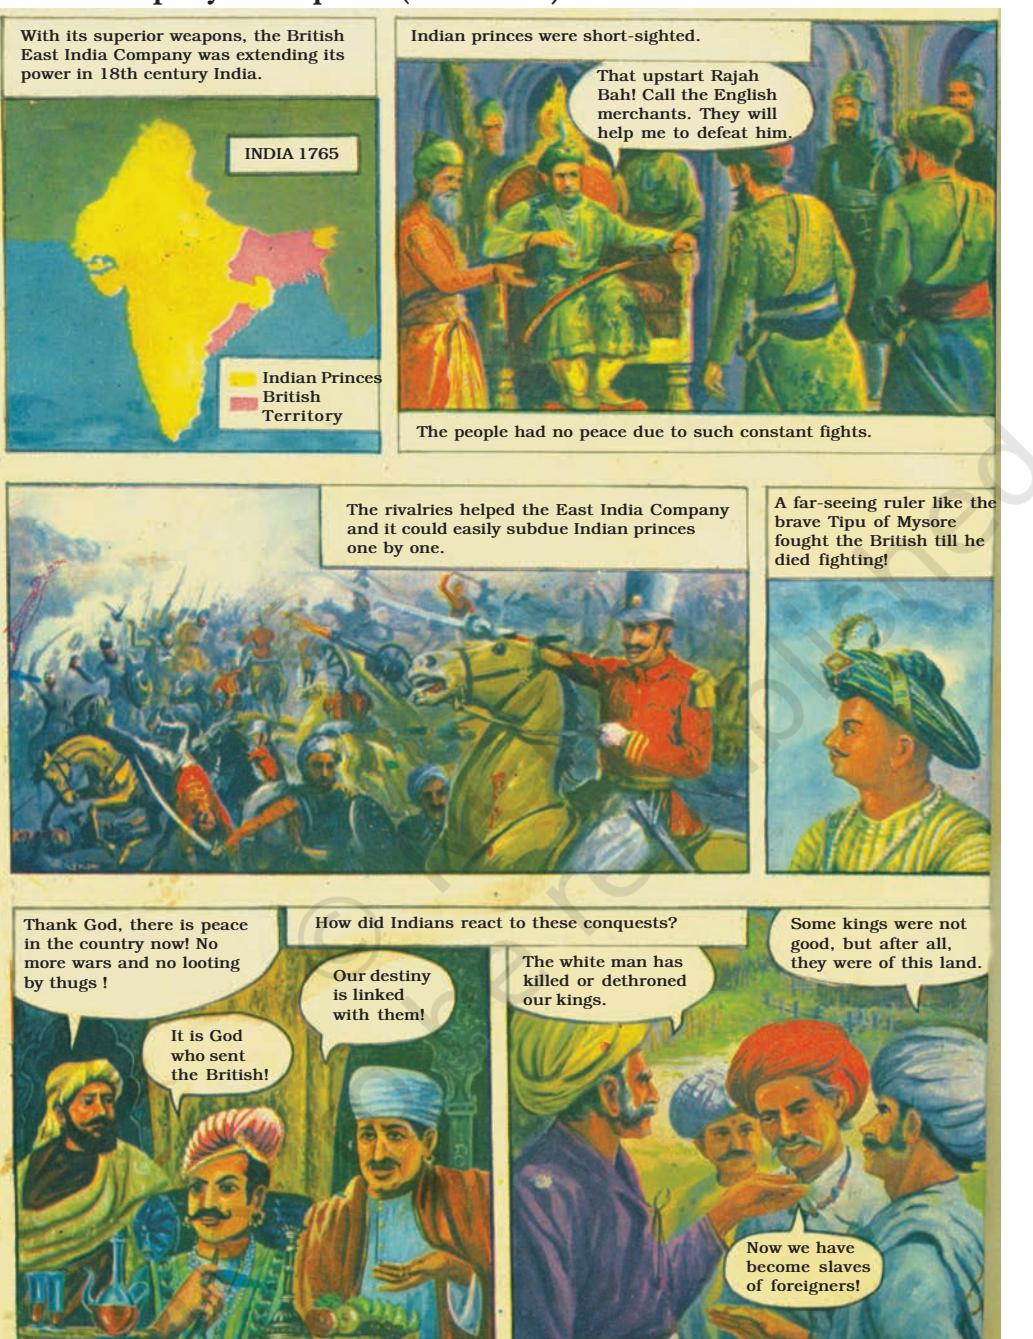 With its superior weapons, the British
East India Company was extending its
power in 18th century India.
INDIA 1765
Indian Princes
British
Territory
Indian princes were short-sighted.
That upstart Rajah
Bah! Call the English
merchants. They will
help me to defeat him.
The people had no peace due to such constant fights.
The rivalries helped the East India Company
and it could easily subdue Indian princes
one by one.
A far-seeing ruler like the
brave Tipu of Mysore
fought the British till he
died fighting!
Thank God, there is peace
in the country now! No
more wars and no looting
by thugs !
It is God
who sent
the British!
Our destiny
is linked
with them!
How did Indians react to these conquests?
The white man has
killed or dethroned
our kings.
Some kings were not
good, but after all,
they were of this land.
Now we have
become slaves
of foreigners!